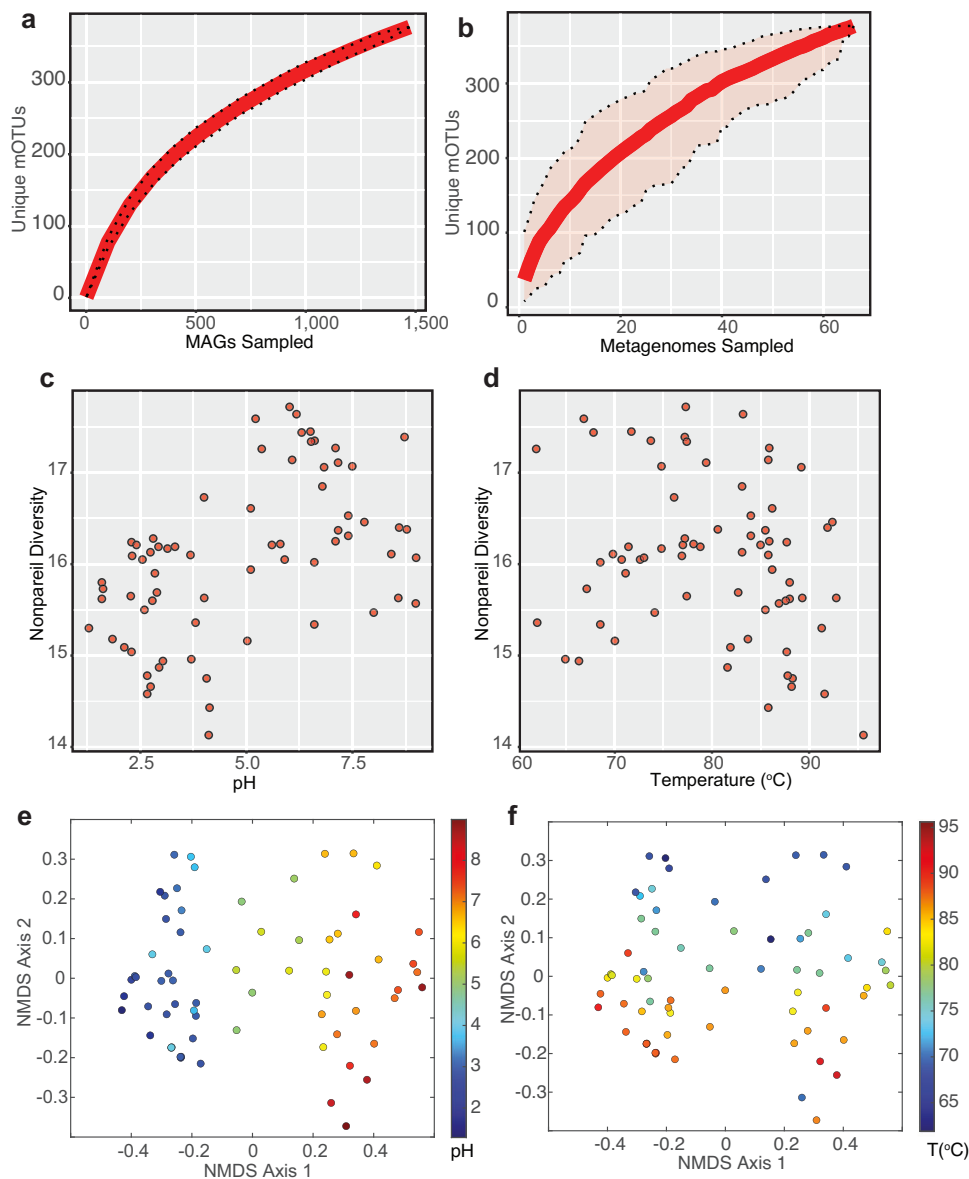 a
Unique mOTUs
300
200
100
0
0 500 1,000 1,500
MAGs Sampled
b
Unique mOTUs
300
200
100
0
0 20 40 60
Metagenomes Sampled
c
Nonpareil Diversity
17
16
15
14
2.5 5.0 7.5
pH
d
Nonpareil Diversity
17
16
15
14
60 70 80 90
Temperature (°C)
e
NMDS Axis 2
0.3
0.2
0.1
0
-0.1
-0.2
-0.3
-0.4 -0.2 0 0.2 0.4
NMDS Axis 1
8
7
6
5
4
3
2
pH
f
NMDS Axis 2
0.3
0.2
0.1
0
-0.1
-0.2
-0.3
-0.4 -0.2 0 0.2 0.4
NMDS Axis 1
95
90
85
80
75
70
65
T(°C)